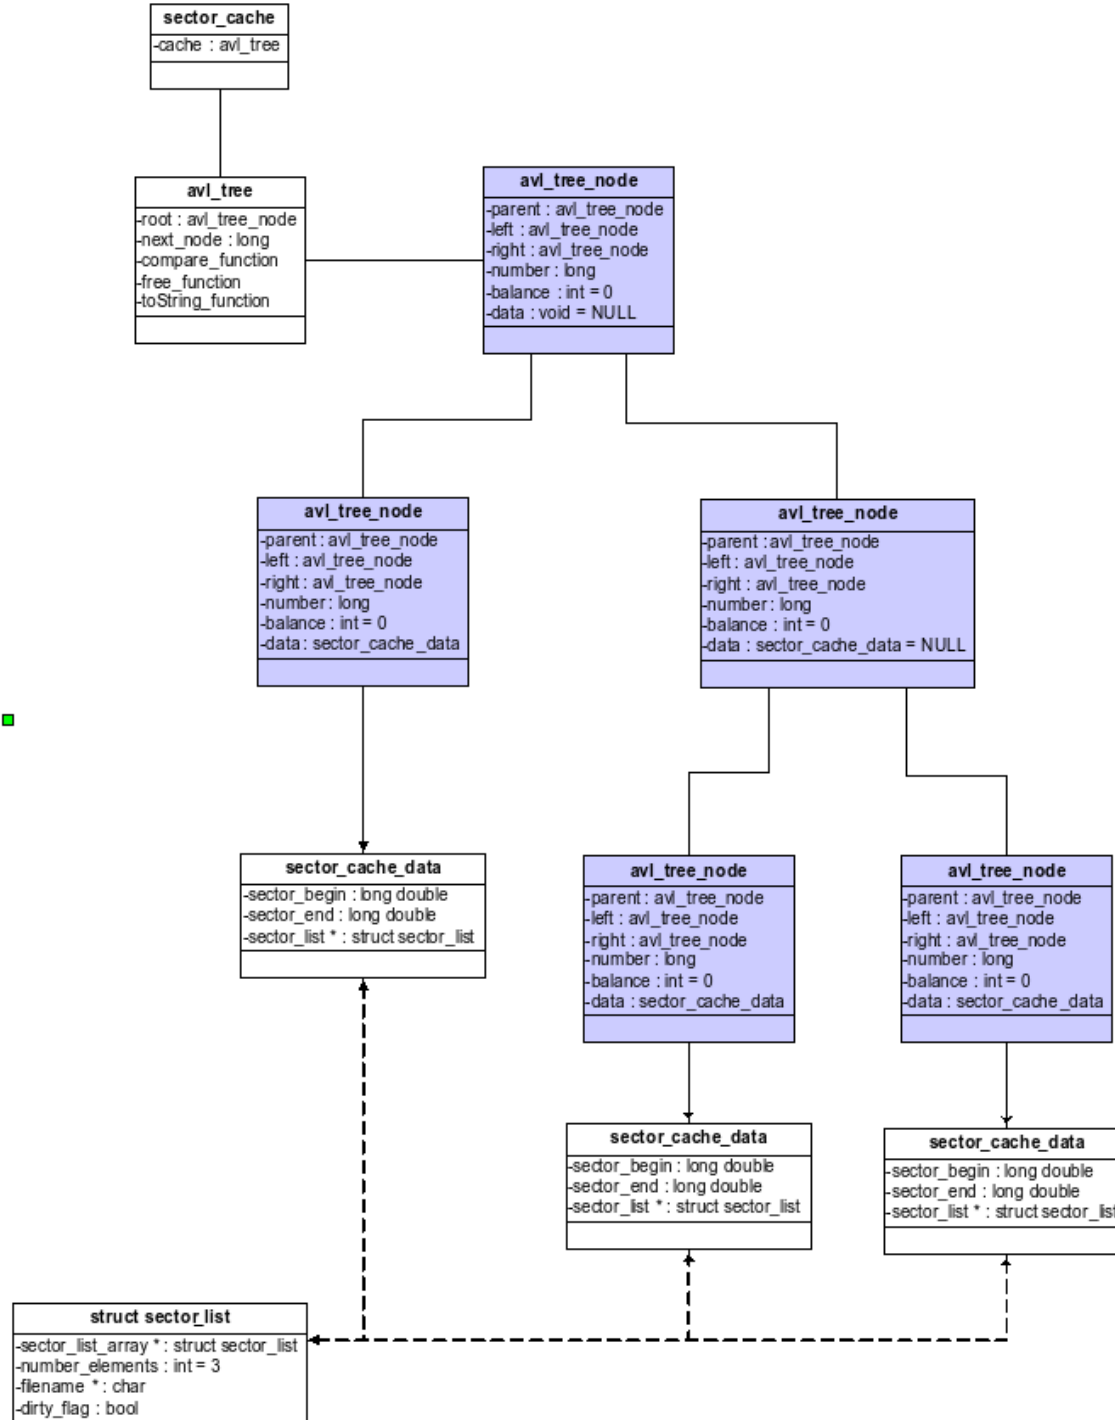 sector_cache
-cache : avl_tree
avl_tree
-root : avl_tree_node
-next_node : long
-compare_function
-free_function
-toString_function
avl_tree_node
-parent : avl_tree_node
-left : avl_tree_node
-right : avl_tree_node
-number : long
-balance : int = 0
-data : void = NULL
avl_tree_node
-parent : avl_tree_node
-left : avl_tree_node
-right : avl_tree_node
-number : long
-balance : int = 0
-data : sector_cache_data
avl_tree_node
-parent : avl_tree_node
-left : avl_tree_node
-right : avl_tree_node
-number : long
-balance : int = 0
-data : sector_cache_data = NULL
sector_cache_data
-sector_begin : long double
-sector_end : long double
-sector_list * : struct sector_list
avl_tree_node
-parent : avl_tree_node
-left : avl_tree_node
-right : avl_tree_node
-number : long
-balance : int = 0
-data : sector_cache_data
avl_tree_node
-parent : avl_tree_node
-left : avl_tree_node
-right : avl_tree_node
-number : long
-balance : int = 0
-data : sector_cache_data
sector_cache_data
-sector_begin : long double
-sector_end : long double
-sector_list * : struct sector_list
sector_cache_data
-sector_begin : long double
-sector_end : long double
-sector_list * : struct sector_list
struct sector_list
-sector_list_array * : struct sector_list
-number_elements : int = 3
-filename * : char
-dirty_flag : bool